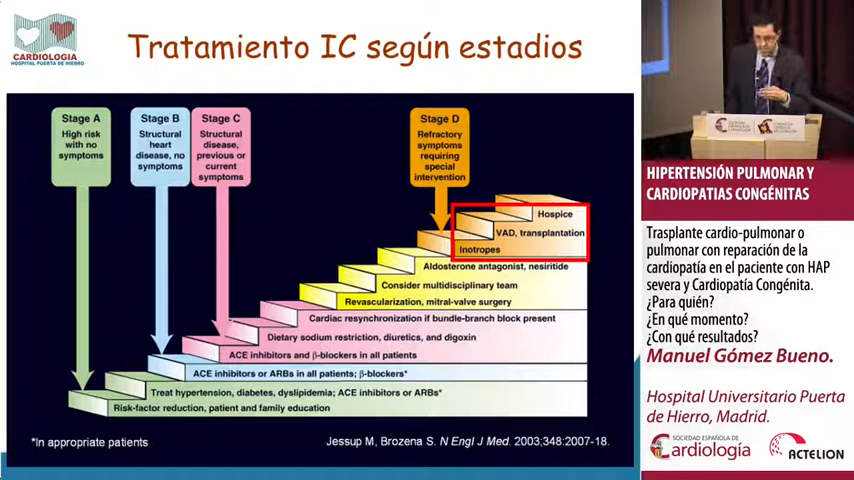 CARDIOLOGIA
HOSPITAL PUERTA DE HIERRO
Tratamiento IC según estadios
Stage A
High risk
with no
symptoms
Stage B
Structural
heart
disease, no
symptoms
Stage C
Structural
disease,
previous or
current
symptoms
Stage D
Refractory
symptoms
requiring
special
intervention
Hospice
VAD, transplantation
Inotropes
Aldosterone antagonist, nesiritide
Consider multidisciplinary team
Revascularization, mitral-valve surgery
Cardiac resynchronization if bundle-branch block present
Dietary sodium restriction, diuretics, and digoxin
ACE inhibitors and β-blockers in all patients
ACE inhibitors or ARBs in all patients; β-blockers*
Treat hypertension, diabetes, dyslipidemia; ACE inhibitors or ARBs*
Risk-factor reduction, patient and family education
*In appropriate patients
Jessup M, Brozena S. N Engl J Med. 2003;348:2007-18.
HIPERTENSIÓN PULMONAR Y
CARDIOPATIAS CONGÉNITAS
Trasplante cardio-pulmonar o
pulmonar con reparación de la
cardiopatía en el paciente con HAP
severa y Cardiopatía Congénita.
¿Para quién?
¿En qué momento?
¿Con qué resultados?
Manuel Gómez Bueno.
Hospital Universitario Puerta
de Hierro, Madrid.
SOCIEDAD ESPAÑOLA DE
Cardiología
ACTELION